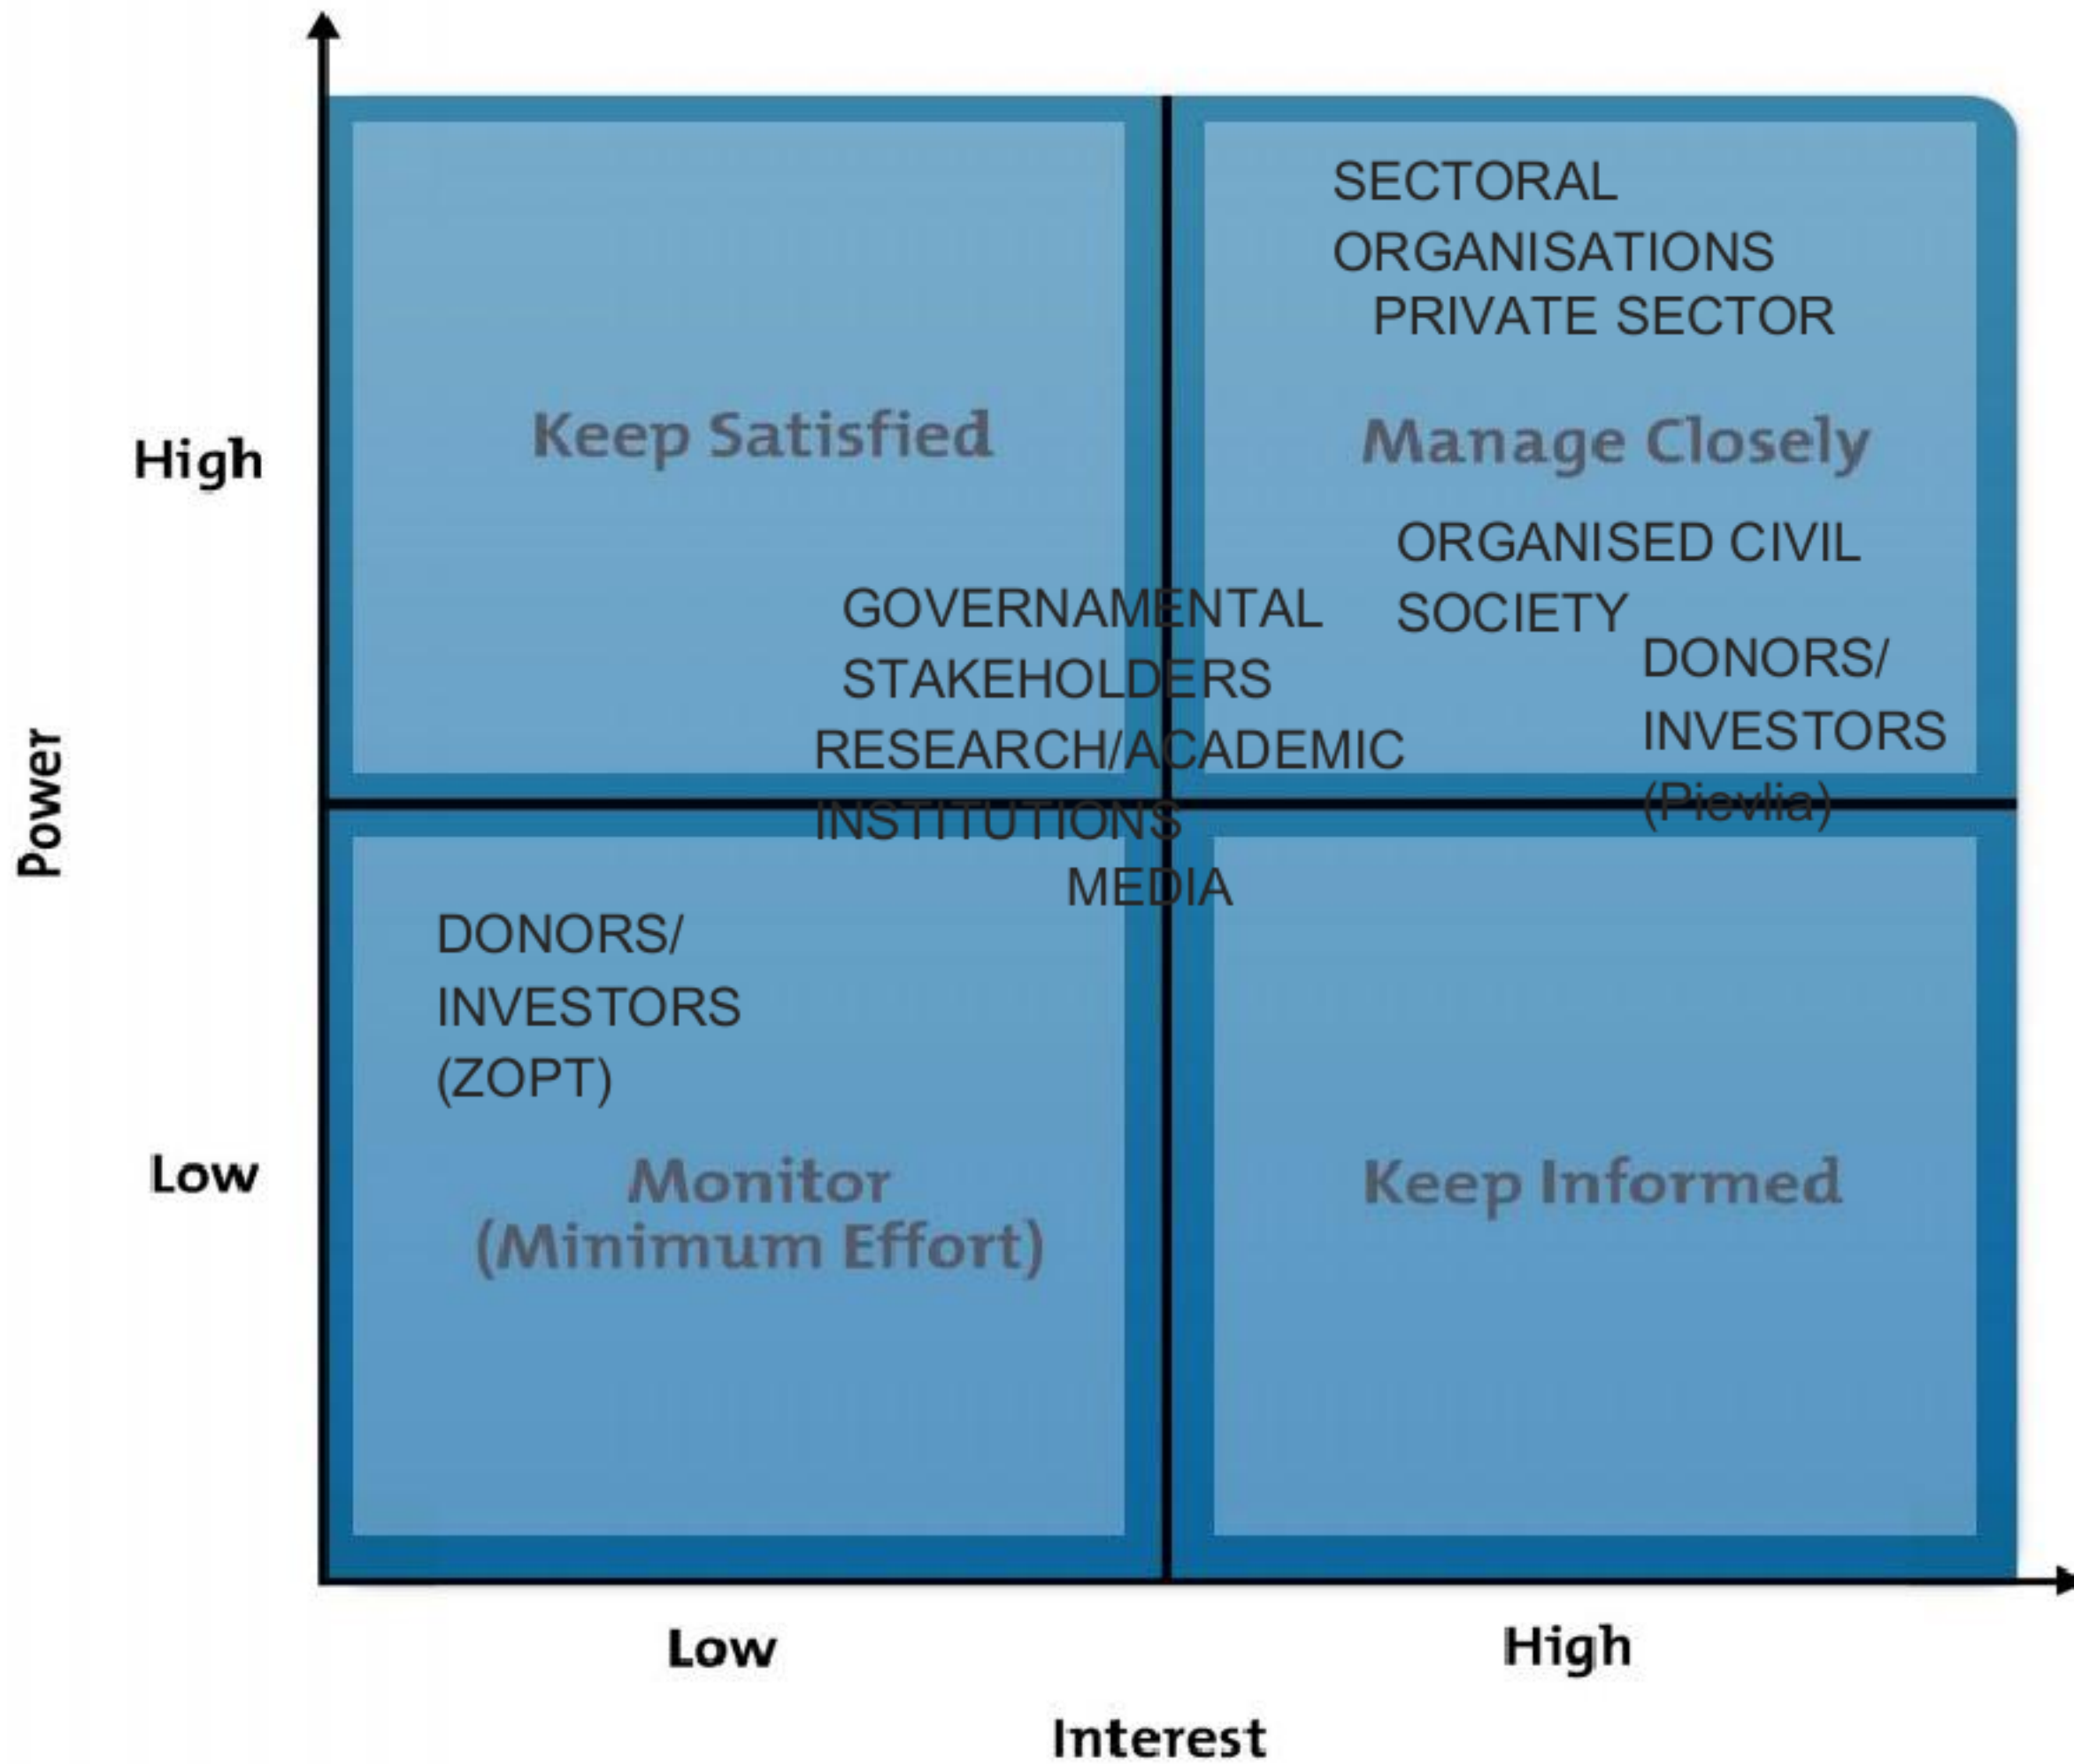 SECTORAL
ORGANISATIONS
PRIVATE SECTOR
High
Keep Satisfied
Manage Closely
ORGANISED CIVIL
SOCIETY
GOVERNAMENTAL
STAKEHOLDERS
DONORS/
INVESTORS
(Pievlia)
RESEARCH/ACADEMIC
INSTITUTIONS
MEDIA
Power
DONORS/
INVESTORS
(ZOPT)
Low
Monitor
(Minimum Effort)
Keep Informed
Low
High
Interest